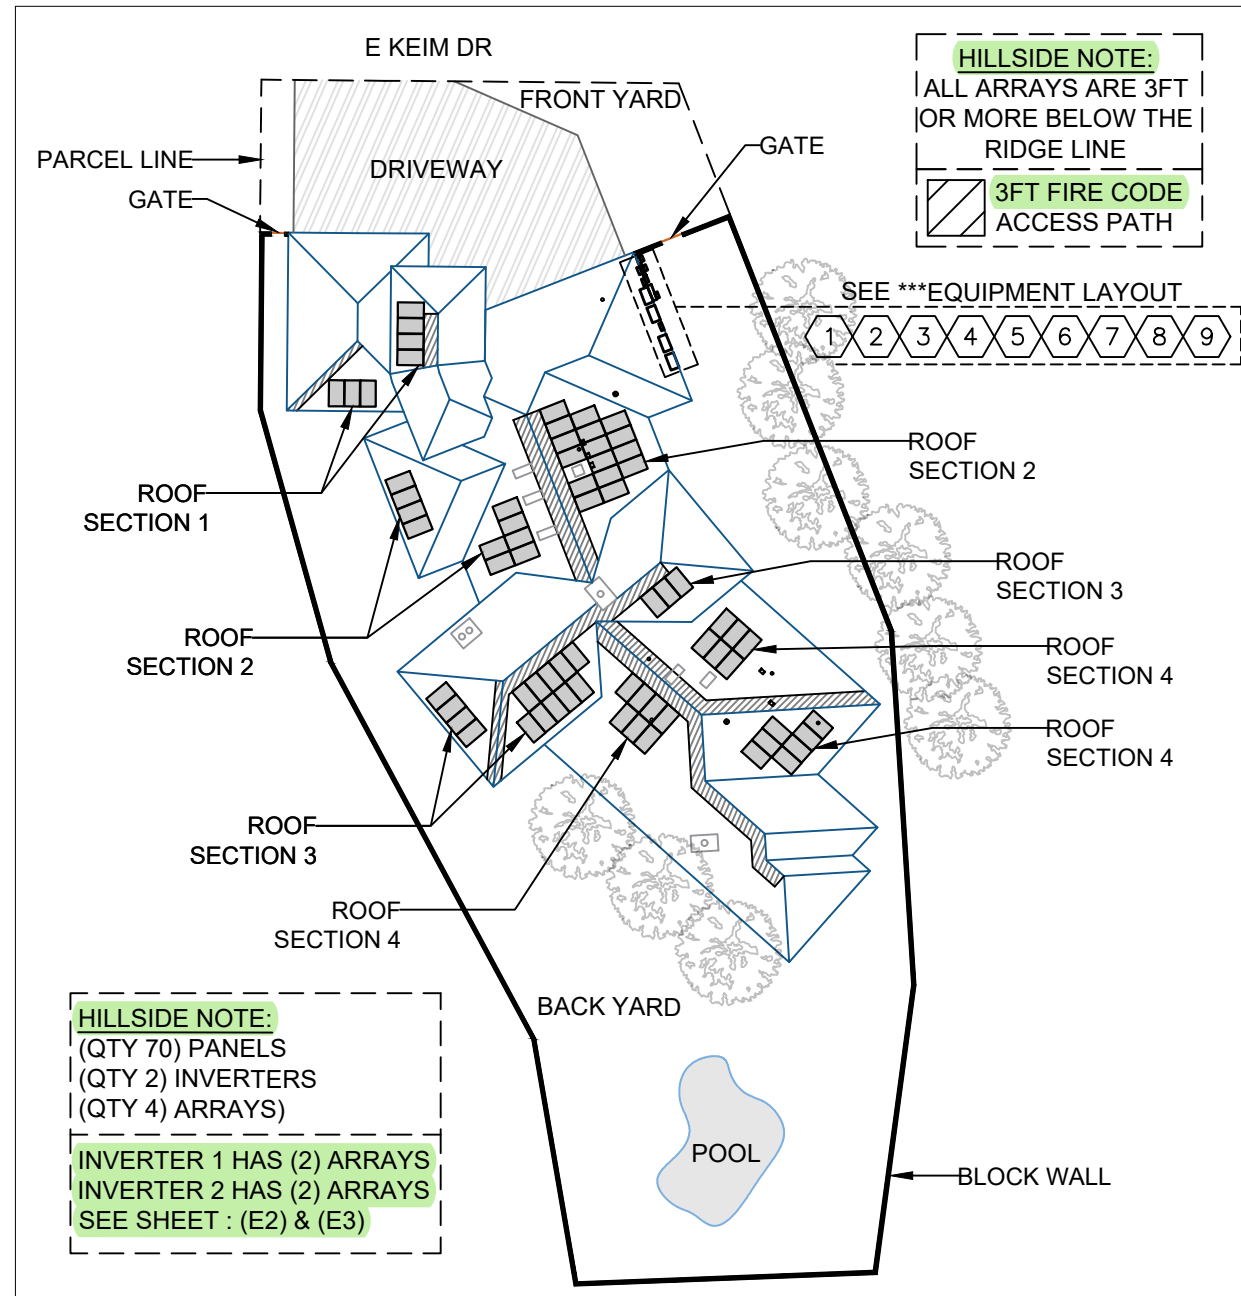 E KEIM DR
HILLSIDE NOTE:
ALL ARRAYS ARE 3FT
OR MORE BELOW THE
RIDGE LINE
3FT FIRE CODE
ACCESS PATH
FRONT YARD
GATE
PARCEL LINE
DRIVEWAY
GATE
SEE ***EQUIPMENT LAYOUT
1 2 3 4 5 6 7 8 9
ROOF
SECTION 2
ROOF
SECTION 1
ROOF
SECTION 3
ROOF
SECTION 2
ROOF
SECTION 4
ROOF
SECTION 4
ROOF
SECTION 3
ROOF
SECTION 4
BACK YARD
HILLSIDE NOTE:
(QTY 70) PANELS
(QTY 2) INVERTERS
(QTY 4) ARRAYS)
INVERTER 1 HAS (2) ARRAYS
INVERTER 2 HAS (2) ARRAYS
SEE SHEET : (E2) & (E3)
POOL
BLOCK WALL